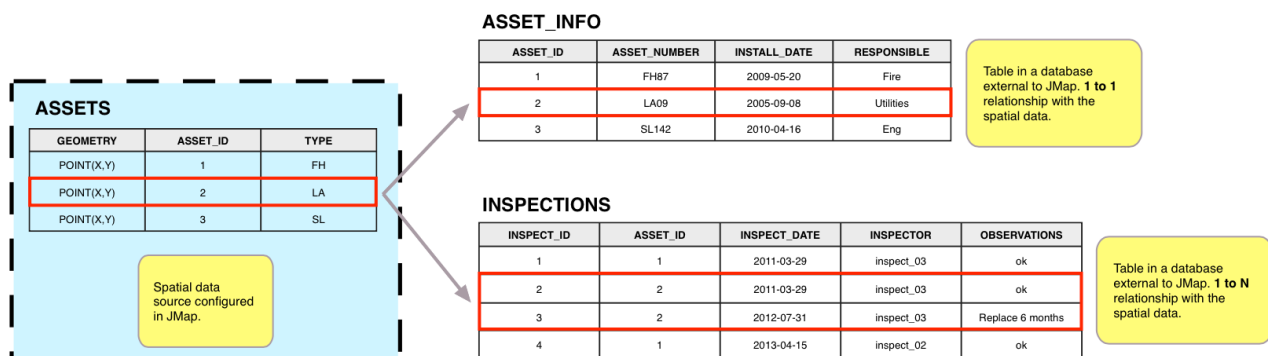 ASSET_INFO
ASSET_ID ASSET_NUMBER INSTALL_DATE RESPONSIBLE
1 FH87 2009-05-20 Fire
2 LA09 2005-09-08 Utilities
3 SL142 2010-04-16 Eng
Table in a database
external to JMap. 1 to 1
relationship with the
spatial data.
ASSETS
GEOMETRY ASSET_ID TYPE
POINT(X,Y) 1 FH
POINT(X,Y) 2 LA
POINT(X,Y) 3 SL
Spatial data
source configured
in JMap.
INSPECTIONS
INSPECT_ID ASSET_ID INSPECT_DATE INSPECTOR OBSERVATIONS
1 1 2011-03-29 inspect_03 ok
2 2 2011-03-29 inspect_03 ok
3 2 2012-07-31 inspect_03 Replace 6 months
4 1 2013-04-15 inspect_02 ok
Table in a database
external to JMap. 1 to N
relationship with the
spatial data.